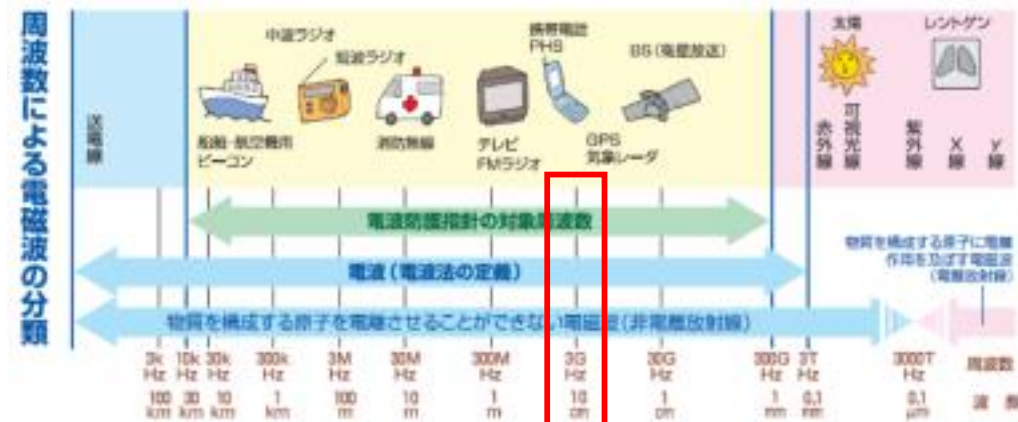 周波数による電磁波の分類
送電線
中波ラジオ
短波ラジオ
携帯電話
PHS
BS（衛星放送）
太陽
レントゲン
船舶・航空機用
ビーコン
消防無線
テレビ
FMラジオ
GPS
気象レーダ
赤外線
可視光線
紫外線
X線
γ線
電波防護指針の対象周波数
電波（電波法の定義）
物質を構成する原子を電離させることができない電磁波（非電離放射線）
物質を構成する原子に電離
作用を及ぼす電磁波
（電離放射線）
3k 10k 30k 300k 3M 30M 300M 3G 30G 300G 3T 3000T
Hz Hz Hz Hz Hz Hz Hz Hz Hz Hz Hz Hz 周波数
100 30 10 1 100 10 1 10 1 1 0.1 0.1
km km km km m m m cm cm mm mm μm 波長